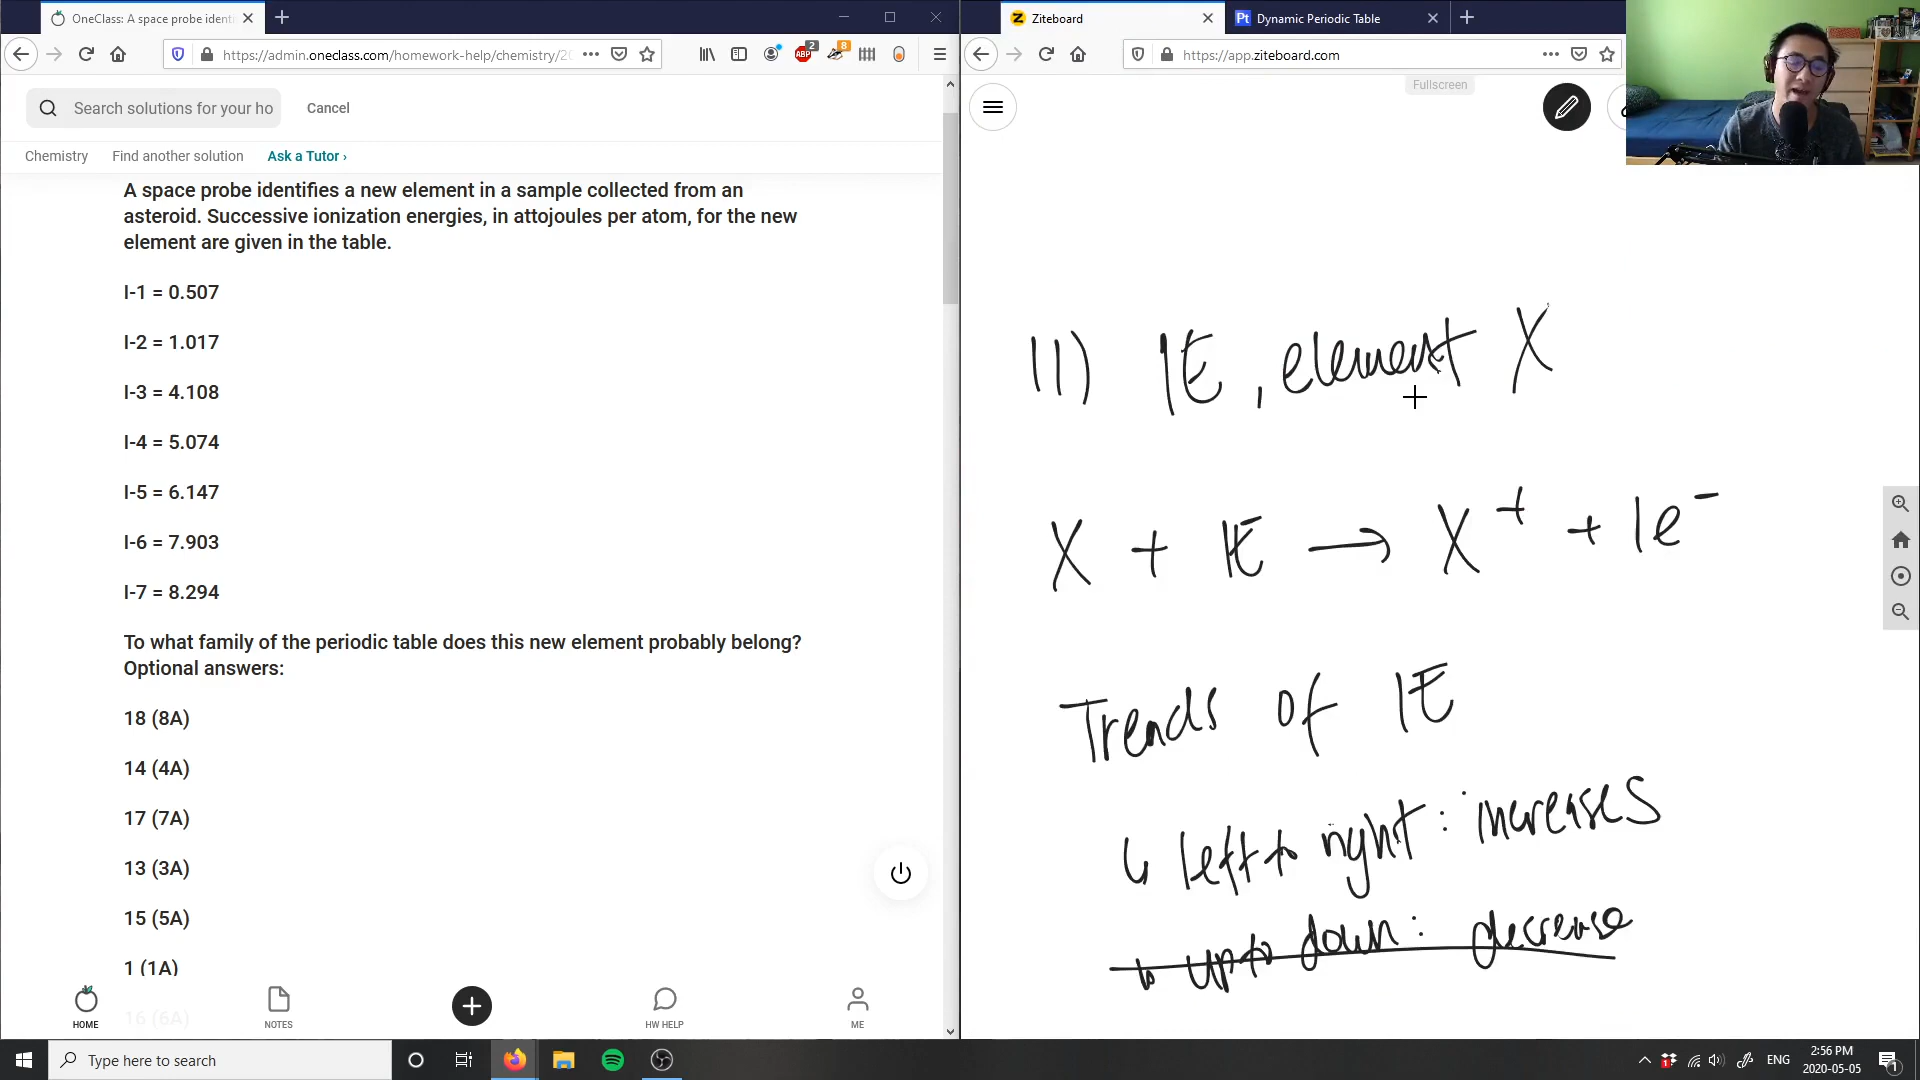 OneClass: A space probe identi
Ziteboard
Dynamic Periodic Table
https://admin.oneclass.com/homework-help/chemistry/20
https://app.ziteboard.com
ABP
2
8
Fullscreen
Search solutions for your ho
Cancel
Chemistry
Find another solution
Ask a Tutor ›
A space probe identifies a new element in a sample collected from an
asteroid. Successive ionization energies, in attojoules per atom, for the new
element are given in the table.
I-1 = 0.507
I-2 = 1.017
I-3 = 4.108
I-4 = 5.074
I-5 = 6.147
I-6 = 7.903
I-7 = 8.294
To what family of the periodic table does this new element probably belong?
Optional answers:
18 (8A)
14 (4A)
17 (7A)
13 (3A)
15 (5A)
1 (1A)
16 (6A)
HOME
NOTES
HW HELP
ME
11) IE, element X
X + IE → X⁺ + 1e⁻
Trends of IE
↳ left to right: increases
↳ up to down: decrease
Type here to search
ENG
2:56 PM
2020-05-05
1